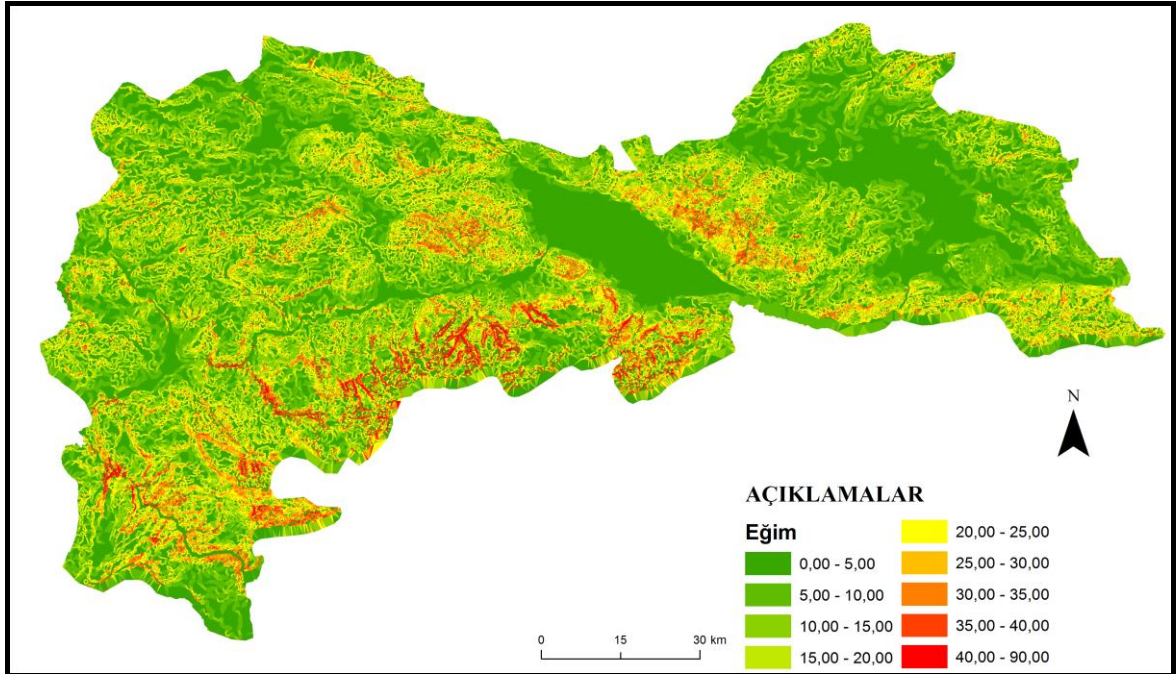 N
AÇIKLAMALAR
Eğim
0,00 - 5,00
5,00 - 10,00
10,00 - 15,00
15,00 - 20,00
20,00 - 25,00
25,00 - 30,00
30,00 - 35,00
35,00 - 40,00
40,00 - 90,00
0 15 30 km